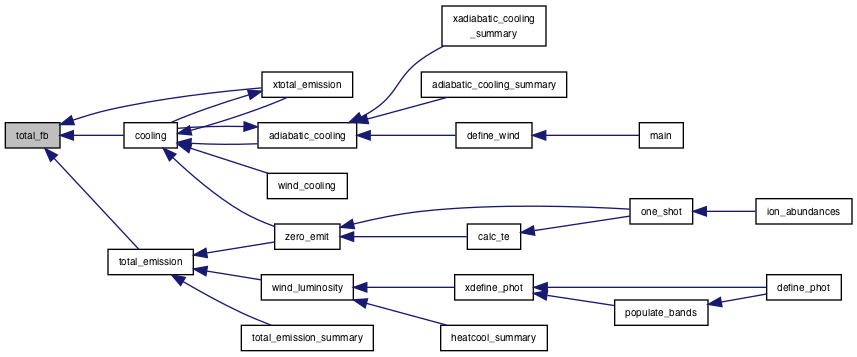 xadiabatic_cooling
_summary
xtotal_emission
adiabatic_cooling_summary
total_fb
cooling
adiabatic_cooling
define_wind
main
wind_cooling
one_shot
ion_abundances
zero_emit
calc_te
total_emission
wind_luminosity
xdefine_phot
define_phot
populate_bands
total_emission_summary
heatcool_summary